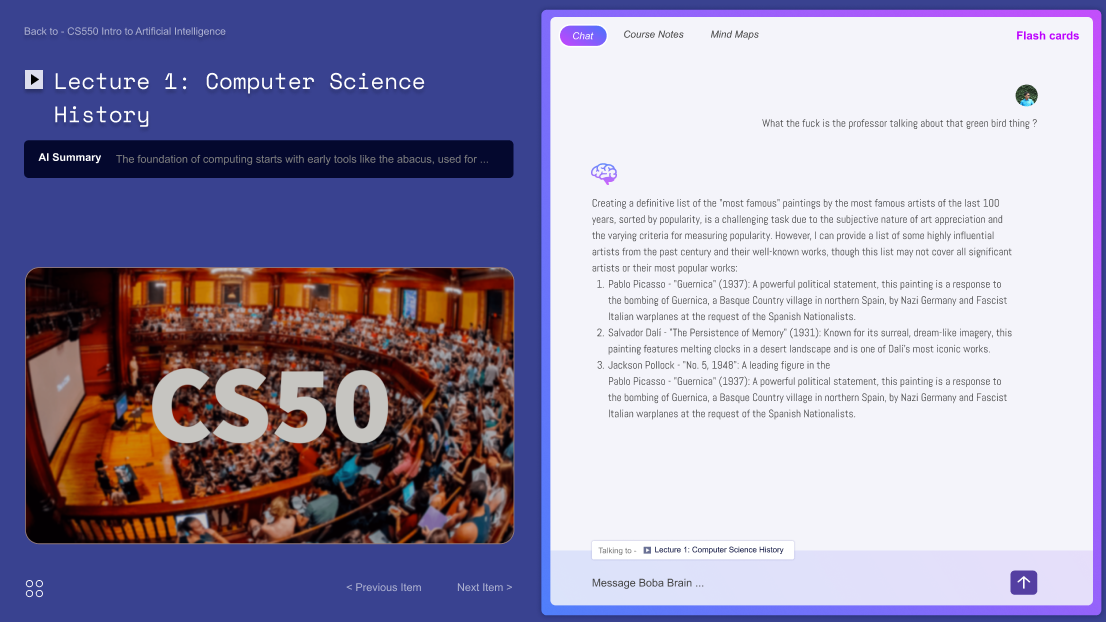 Back to - CS550 Intro to Artificial Intelligence
Lecture 1: Computer Science
History
AI Summary The foundation of computing starts with early tools like the abacus, used for ...
CS50
< Previous Item Next Item >
Chat Course Notes Mind Maps Flash cards
What the fuck is the professor talking about that green bird thing ?
Creating a definitive list of the "most famous" paintings by the most famous artists of the last 100
years, sorted by popularity, is a challenging task due to the subjective nature of art appreciation and
the varying criteria for measuring popularity. However, I can provide a list of some highly influential
artists from the past century and their well-known works, though this list may not cover all significant
artists or their most popular works:
1. Pablo Picasso - "Guernica" (1937): A powerful political statement, this painting is a response to
the bombing of Guernica, a Basque Country village in northern Spain, by Nazi Germany and Fascist
Italian warplanes at the request of the Spanish Nationalists.
2. Salvador Dalí - "The Persistence of Memory" (1931): Known for its surreal, dream-like imagery, this
painting features melting clocks in a desert landscape and is one of Dalí's most iconic works.
3. Jackson Pollock - "No. 5, 1948": A leading figure in the
Pablo Picasso - "Guernica" (1937): A powerful political statement, this painting is a response to
the bombing of Guernica, a Basque Country village in northern Spain, by Nazi Germany and Fascist
Italian warplanes at the request of the Spanish Nationalists.
Talking to - Lecture 1: Computer Science History
Message Boba Brain ...